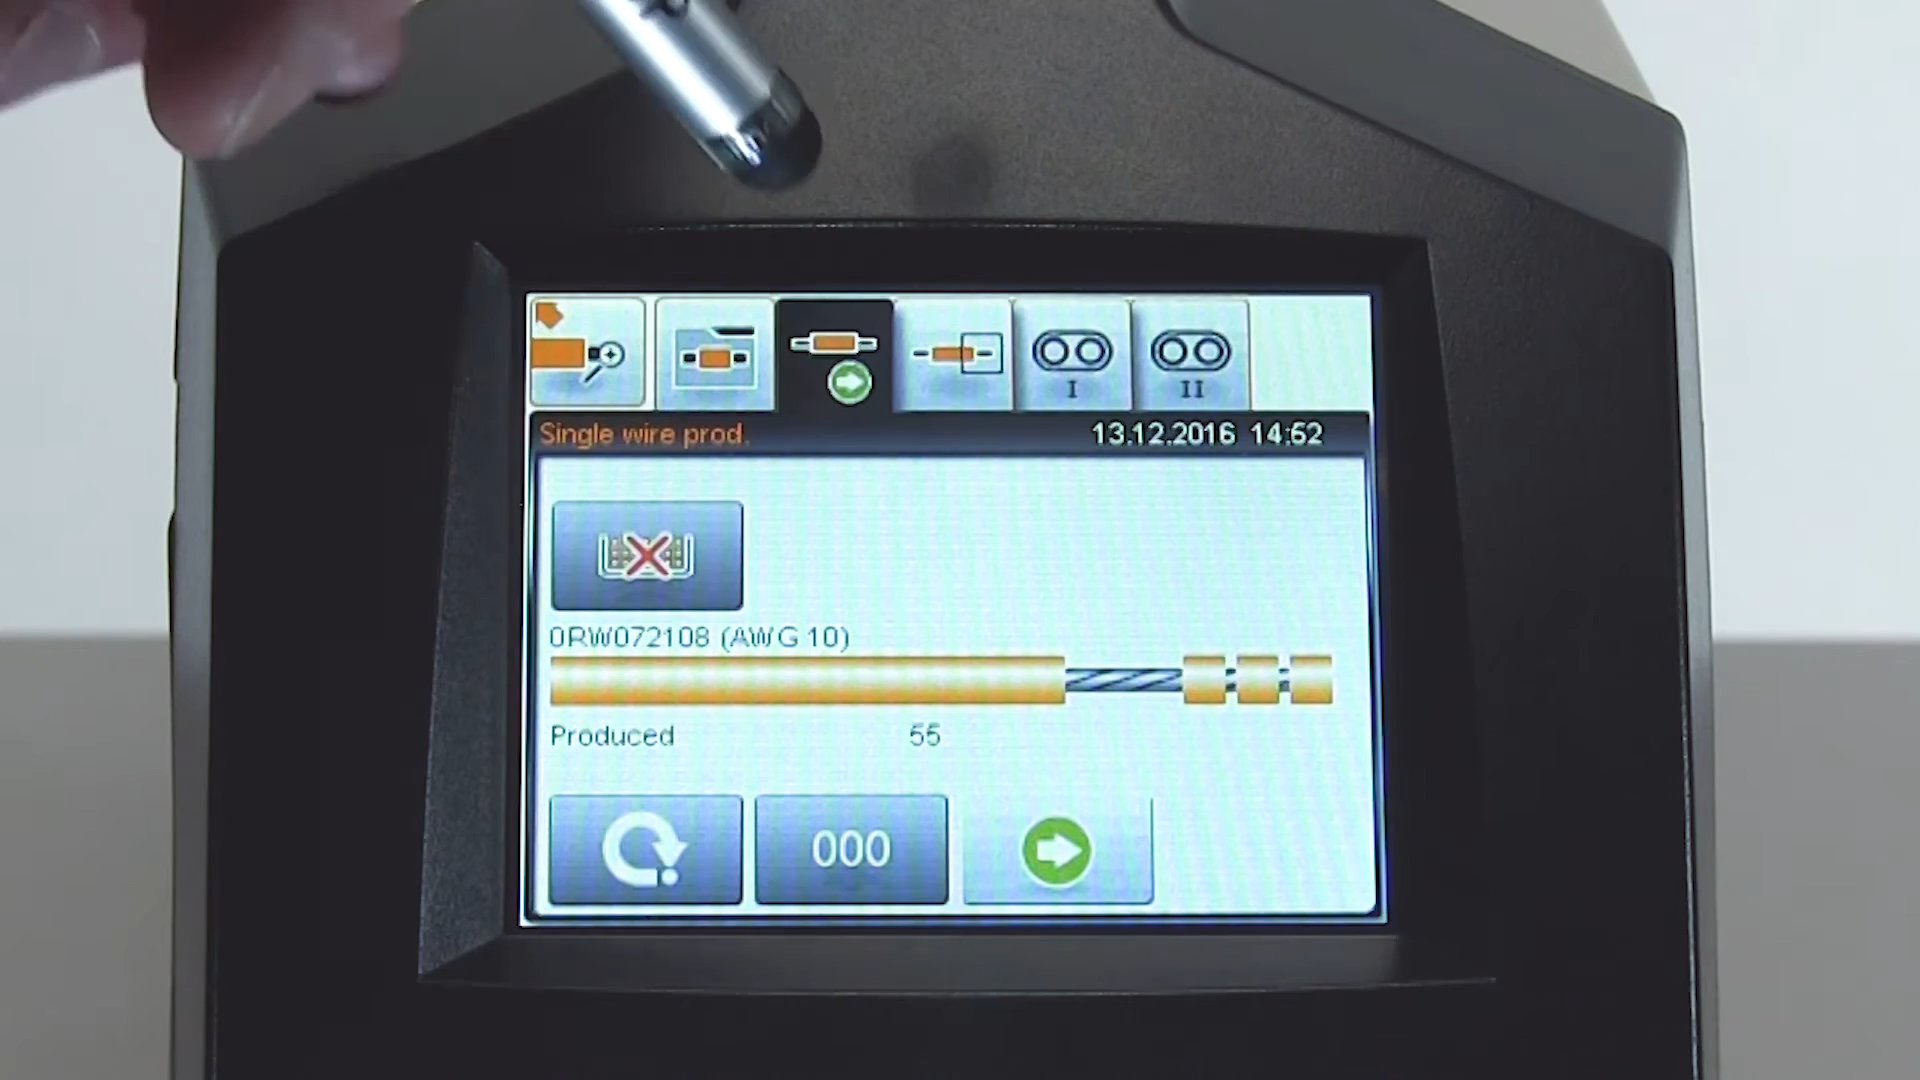 I
II
Single wire prod.
13.12.2016 14:52
0RW072108 (AWG 10)
Produced
55
000